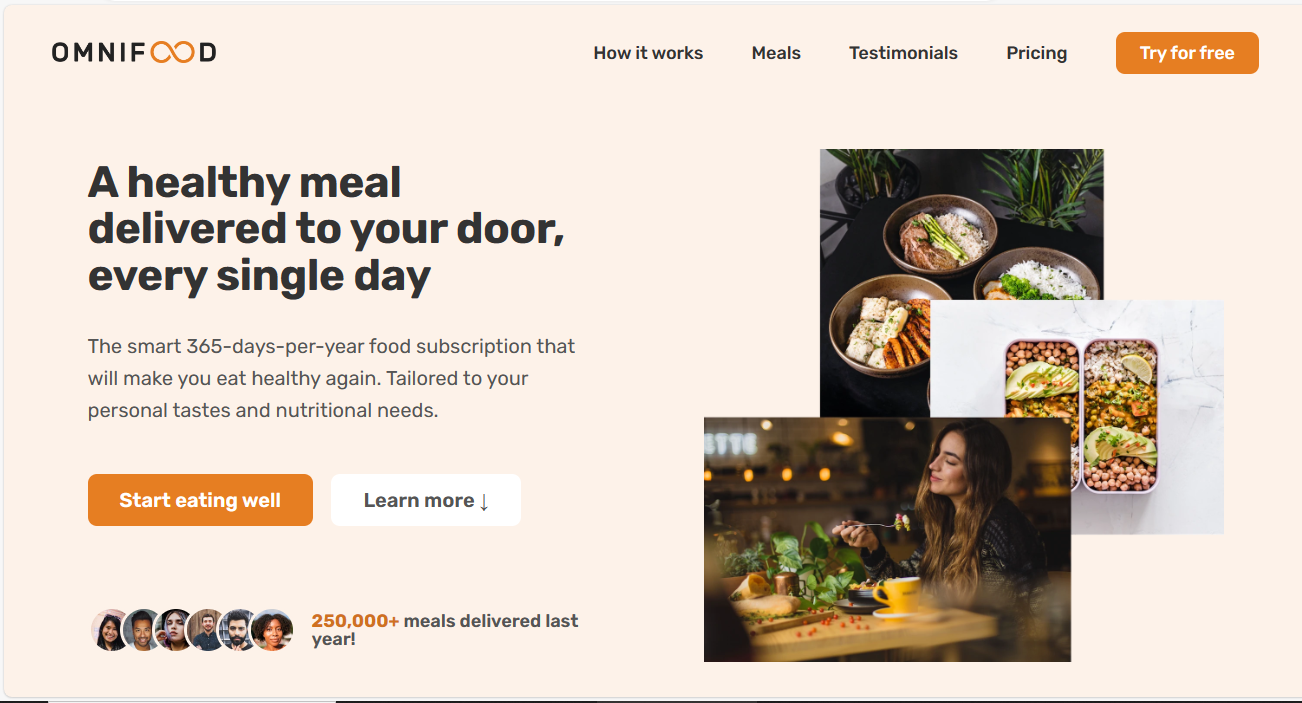 OMNIFOOD
How it works
Meals
Testimonials
Pricing
Try for free
A healthy meal
delivered to your door,
every single day
The smart 365-days-per-year food subscription that
will make you eat healthy again. Tailored to your
personal tastes and nutritional needs.
Start eating well
Learn more ↓
250,000+ meals delivered last
year!